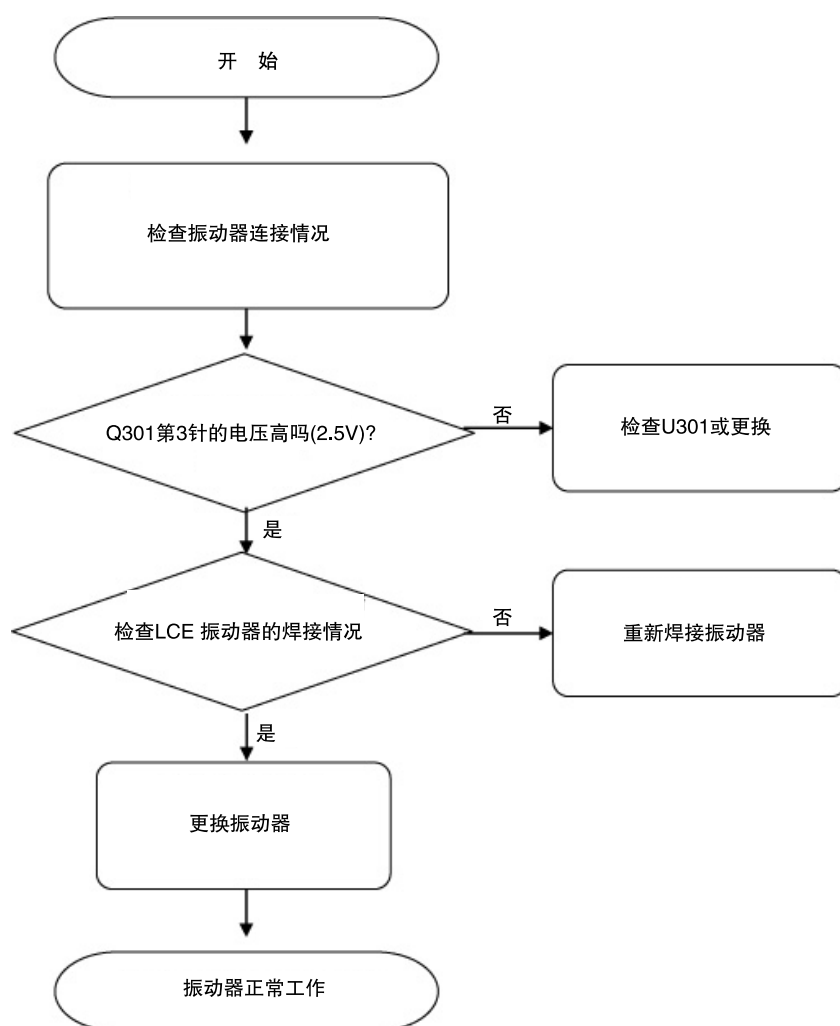 开 始
检查振动器连接情况
Q301第3针的电压高吗(2.5V)?
否
检查U301或更换
是
检查LCE 振动器的焊接情况
否
重新焊接振动器
是
更换振动器
振动器正常工作